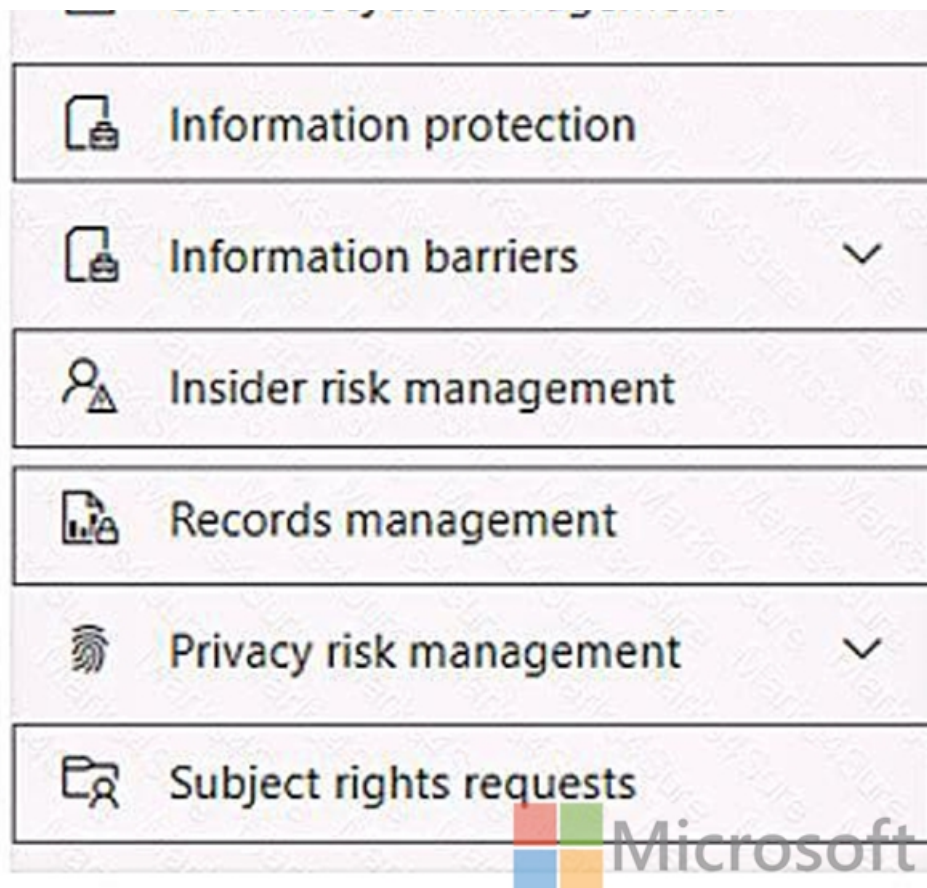 Information protection
Information barriers
Insider risk management
Records management
Privacy risk management
Subject rights requests
Microsoft